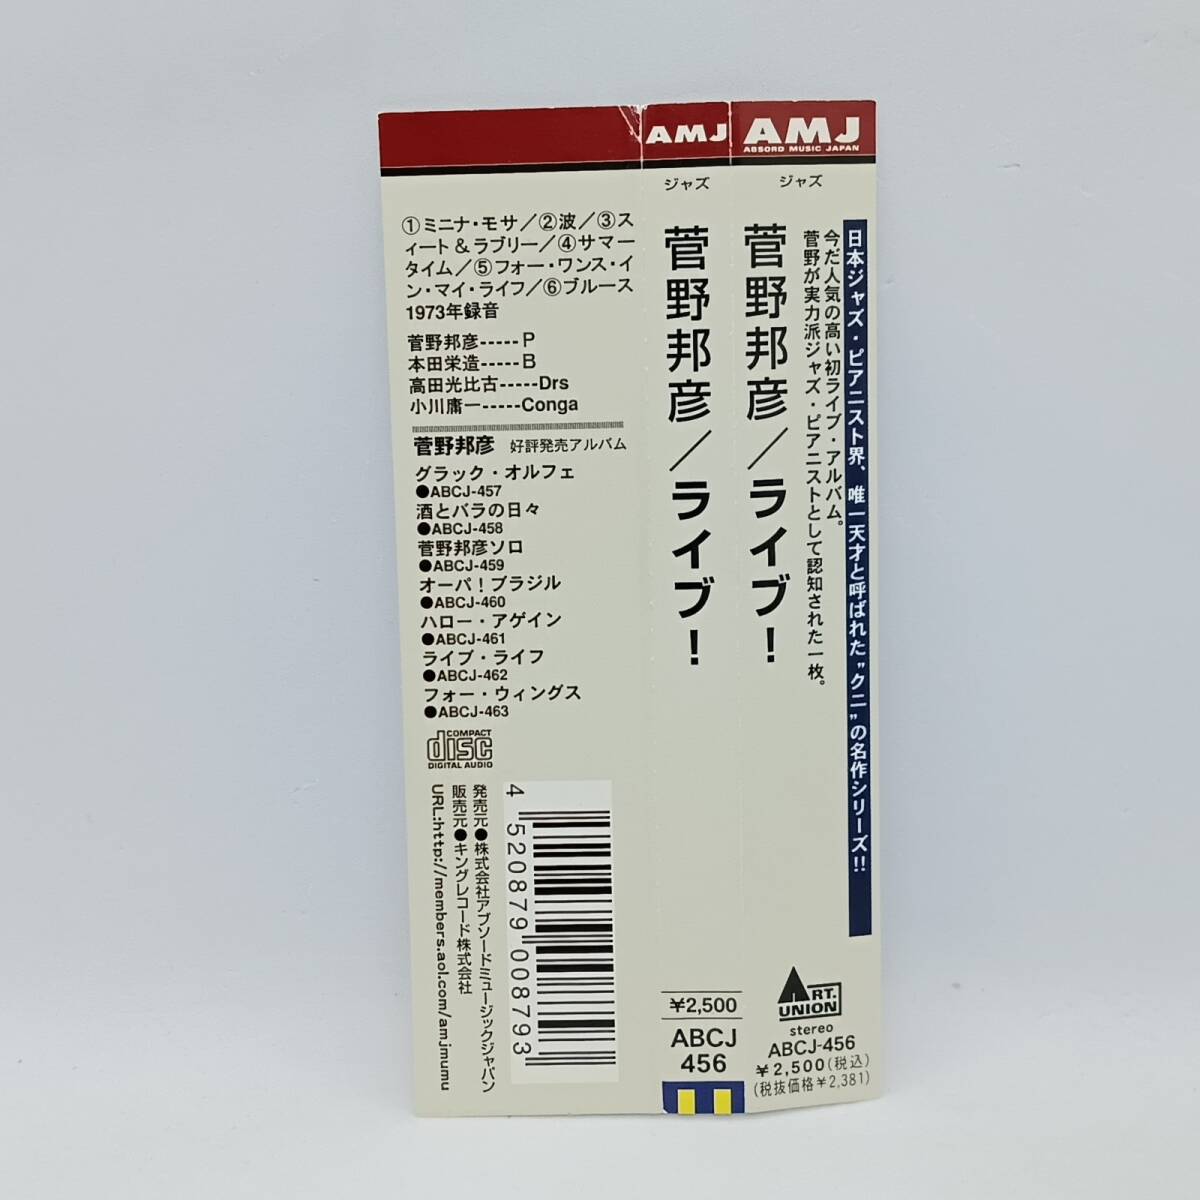 AMJ
ジャズ
①ミニナ・モサ／②波／③ス
ィート＆ラブリー／④サマー
タイム／⑤フォー・ワンス・イ
ン・マイ・ライフ／⑥ブルース
1973年録音
菅野邦彦-----P
本田栄造-----B
高田光比古-----Drs
小川庸一-----Conga
菅野邦彦 好評発売アルバム
グラック・オルフェ
●ABCJ-457
酒とバラの日々
●ABCJ-458
菅野邦彦ソロ
●ABCJ-459
オーパ！ブラジル
●ABCJ-460
ハロー・アゲイン
●ABCJ-461
ライブ・ライフ
●ABCJ-462
フォー・ウィングス
●ABCJ-463
COMPACT
disc
DIGITAL AUDIO
4 520879 008793
発売元●株式会社アブソードミュージックジャパン
販売元●キングレコード株式会社
URL:http://members.aol.com/amjmumu
菅野邦彦／ライブ！
¥2,500
ABCJ
456
AMJ
ABSORD MUSIC JAPAN
ジャズ
日本ジャズ・ピアニスト界、唯一天才と呼ばれた"クニ"の名作シリーズ!!
今だ人気の高い初ライブ・アルバム。
菅野が実力派ジャズ・ピアニストとして認知された一枚。
菅野邦彦／ライブ！
ART.
UNION
stereo
ABCJ-456
¥2,500(税込)
(税抜価格¥2,381)